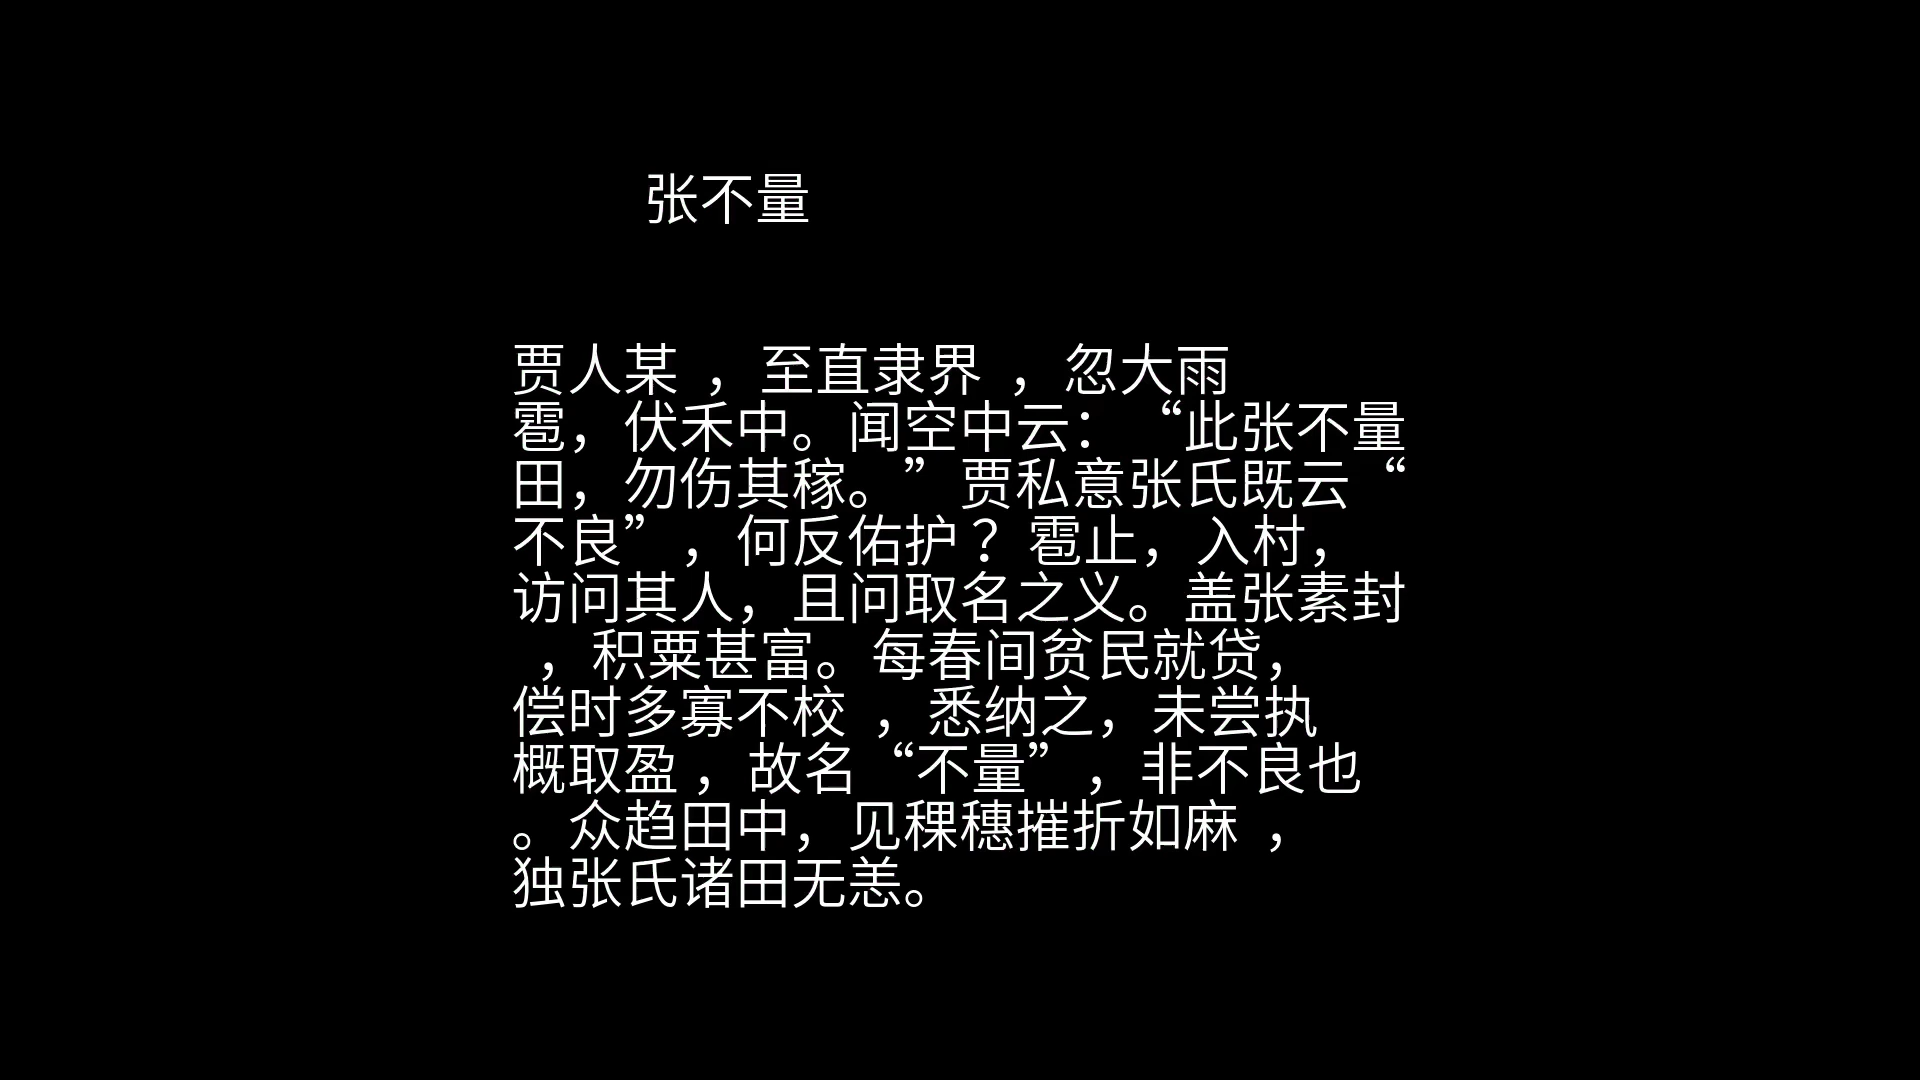 张不量
贾人某 ，至直隶界 ，忽大雨
雹，伏禾中。闻空中云： “此张不量
田，勿伤其稼。”贾私意张氏既云“
不良” ，何反佑护 ？雹止，入村，
访问其人，且问取名之义。盖张素封
，积粟甚富。每春间贫民就贷，
偿时多寡不校 ，悉纳之，未尝执
概取盈 ，故名 “不量” ，非不良也
。众趋田中，见稞穗摧折如麻 ，
独张氏诸田无恙。